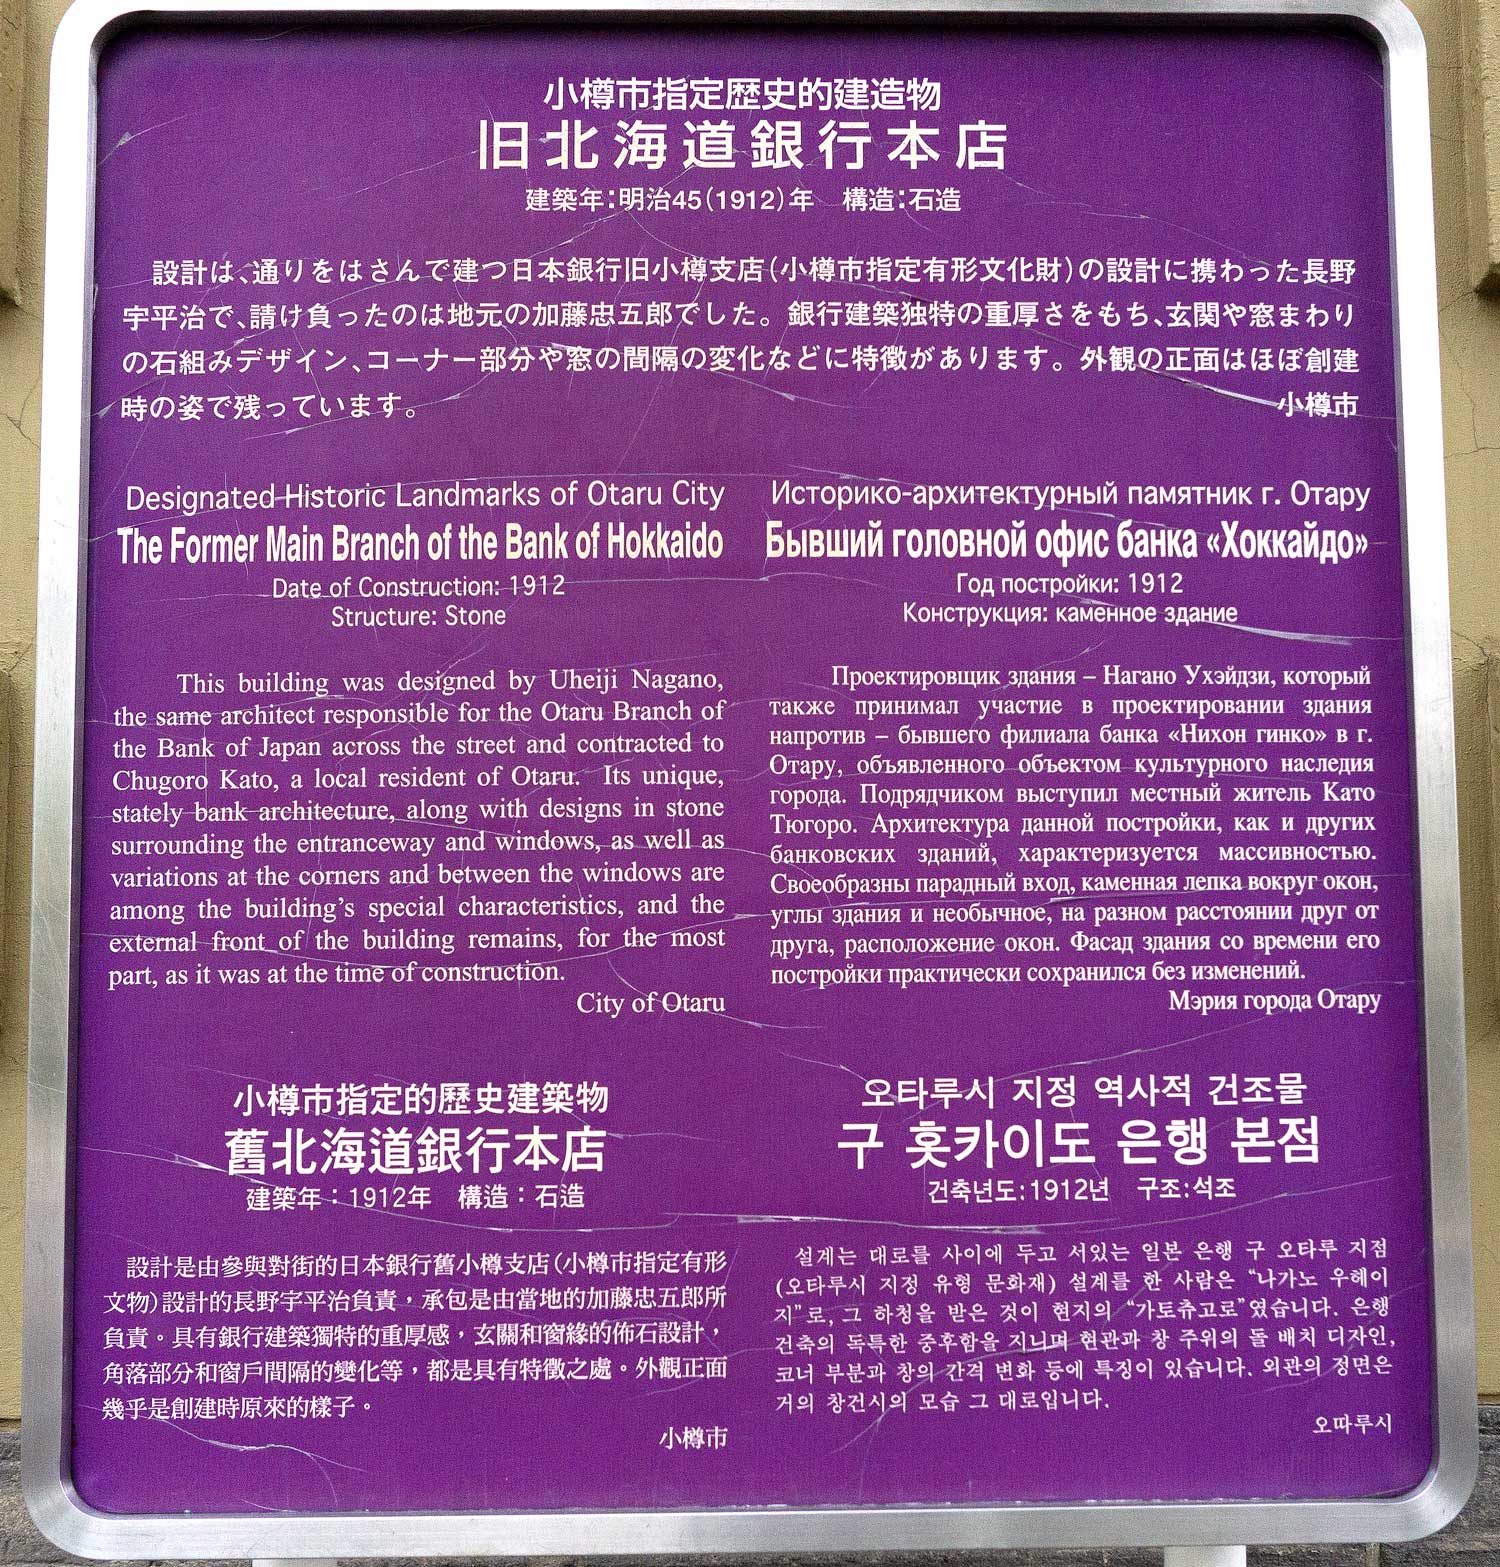 小樽市指定歴史的建造物
旧北海道銀行本店
建築年:明治45(1912)年　構造:石造
設計は、通りをはさんで建つ日本銀行旧小樽支店(小樽市指定有形文化財)の設計に携わった長野
宇平治で、請け負ったのは地元の加藤忠五郎でした。銀行建築独特の重厚さをもち、玄関や窓まわり
の石組みデザイン、コーナー部分や窓の間隔の変化などに特徴があります。外観の正面はほぼ創建
時の姿で残っています。
小樽市
Designated Historic Landmarks of Otaru City
The Former Main Branch of the Bank of Hokkaido
Date of Construction: 1912
Structure: Stone
This building was designed by Uheiji Nagano,
the same architect responsible for the Otaru Branch of
the Bank of Japan across the street and contracted to
Chugoro Kato, a local resident of Otaru. Its unique,
stately bank architecture, along with designs in stone
surrounding the entranceway and windows, as well as
variations at the corners and between the windows are
among the building's special characteristics, and the
external front of the building remains, for the most
part, as it was at the time of construction.
City of Otaru
Историко-архитектурный памятник г. Отару
Бывший головной офис банка «Хоккайдо»
Год постройки: 1912
Конструкция: каменное здание
Проектировщик здания – Нагано Ухэйдзи, который
также принимал участие в проектировании здания
напротив – бывшего филиала банка «Нихон гинко» в г.
Отару, объявленного объектом культурного наследия
города. Подрядчиком выступил местный житель Като
Тюгоро. Архитектура данной постройки, как и других
банковских зданий, характеризуется массивностью.
Своеобразны парадный вход, каменная лепка вокруг окон,
углы здания и необычное, на разном расстоянии друг от
друга, расположение окон. Фасад здания со времени его
постройки практически сохранился без изменений.
Мэрия города Отару
小樽市指定的歷史建築物
舊北海道銀行本店
建築年：1912年　構造：石造
設計是由參與對街的日本銀行舊小樽支店(小樽市指定有形
文物)設計的長野宇平治負責，承包是由當地的加藤忠五郎所
負責。具有銀行建築獨特的重厚感，玄關和窗緣的佈石設計，
角落部分和窗戶間隔的變化等，都是具有特徵之處。外觀正面
幾乎是創建時原來的樣子。
小樽市
오타루시 지정 역사적 건조물
구 홋카이도 은행 본점
건축년도:1912년　구조:석조
설계는 대로를 사이에 두고 서있는 일본 은행 구 오타루 지점
(오타루시 지정 유형 문화재) 설계를 한 사람은 “나가노 우헤이
지”로, 그 하청을 받은 것이 현지의 “가토츄고로”였습니다. 은행
건축의 독특한 중후함을 지니며 현관과 창 주위의 돌 배치 디자인,
코너 부분과 창의 간격 변화 등에 특징이 있습니다. 외관의 정면은
거의 창건시의 모습 그 대로입니다.
오따루시